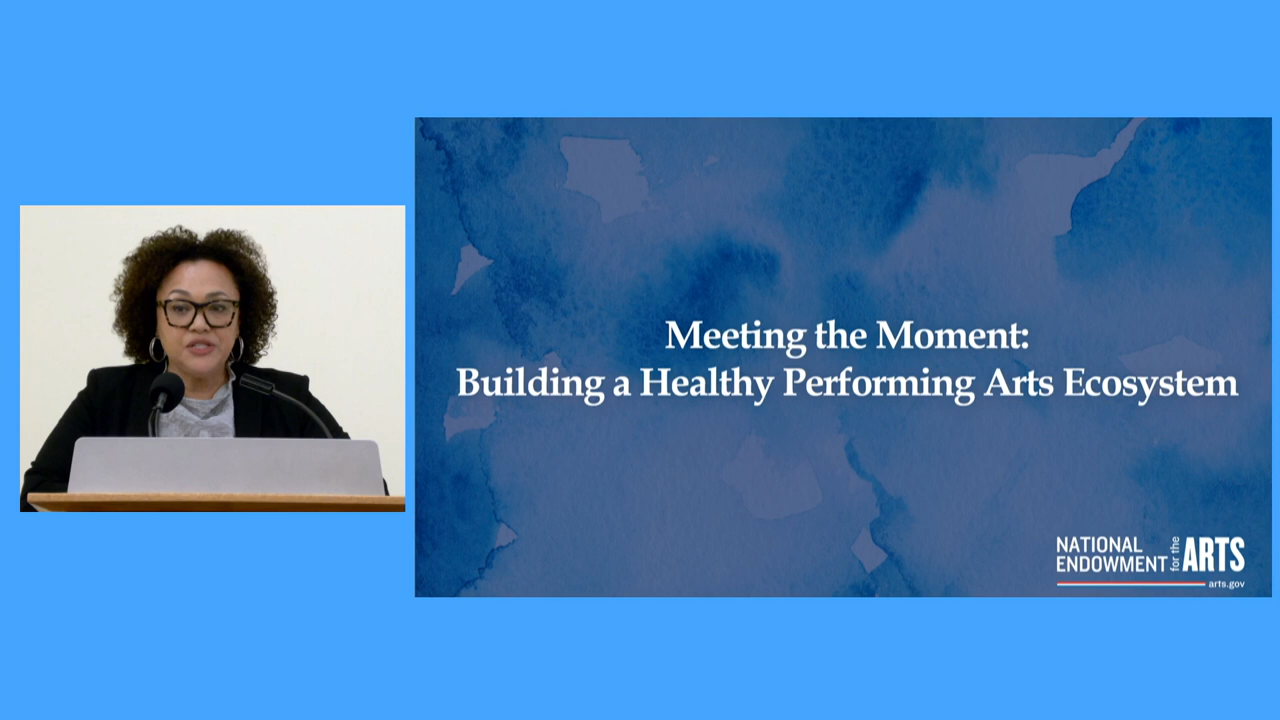 Meeting the Moment:
Building a Healthy Performing Arts Ecosystem
NATIONAL
ENDOWMENT
for the
ARTS
arts.gov